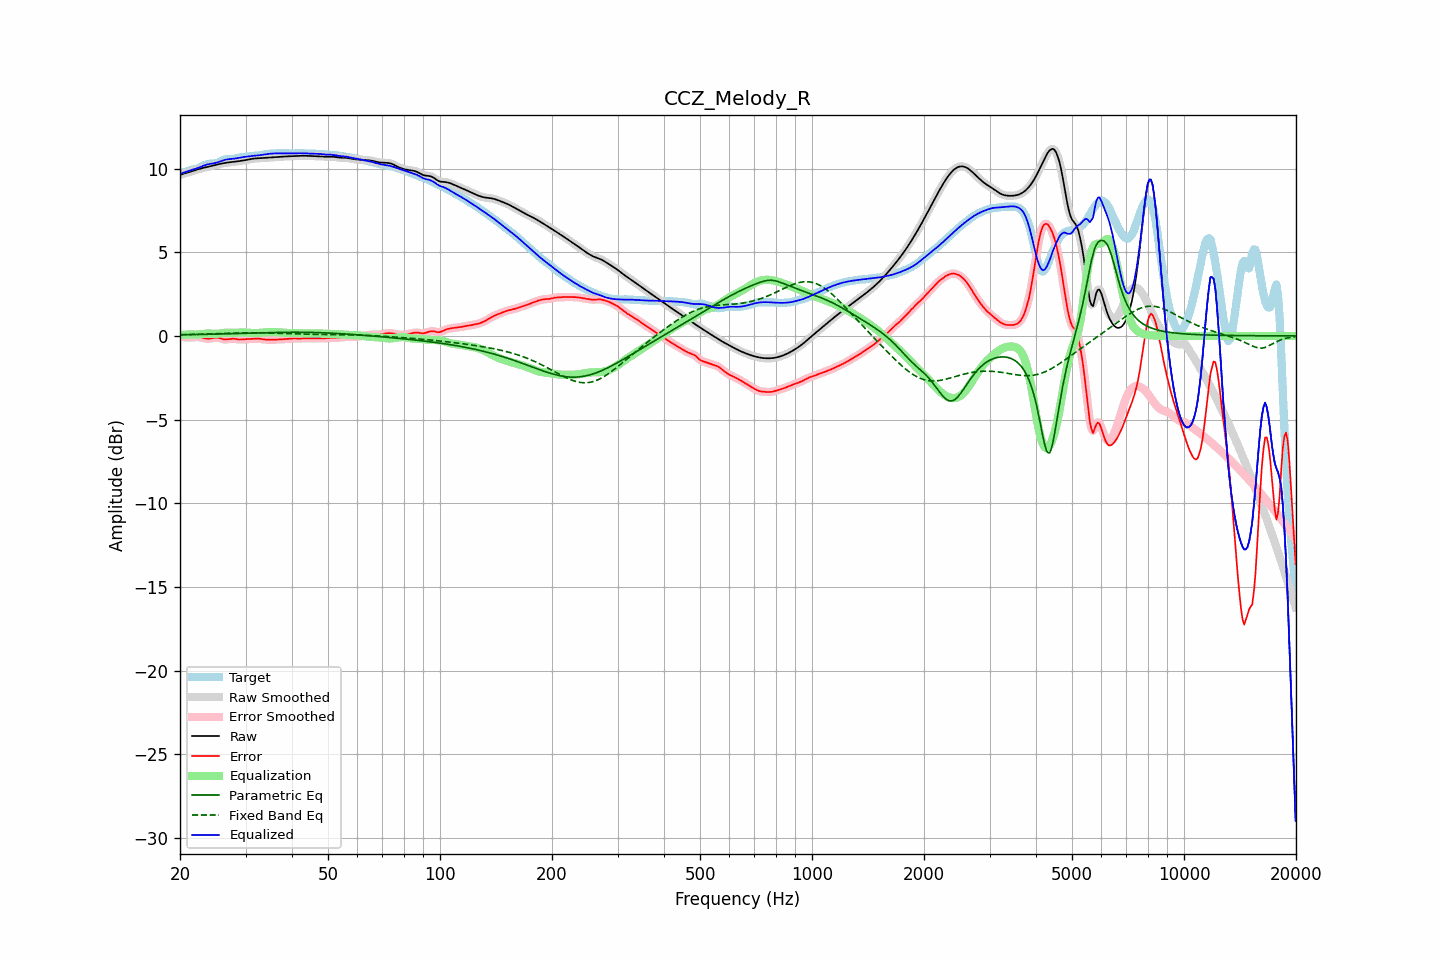 CCZ_Melody_R
10
5
0
−5
−10
−15
−20
−25
−30
Amplitude (dBr)
Target
Raw Smoothed
Error Smoothed
Raw
Error
Equalization
Parametric Eq
Fixed Band Eq
Equalized
20 50 100 200 500 1000 2000 5000 10000 20000
Frequency (Hz)